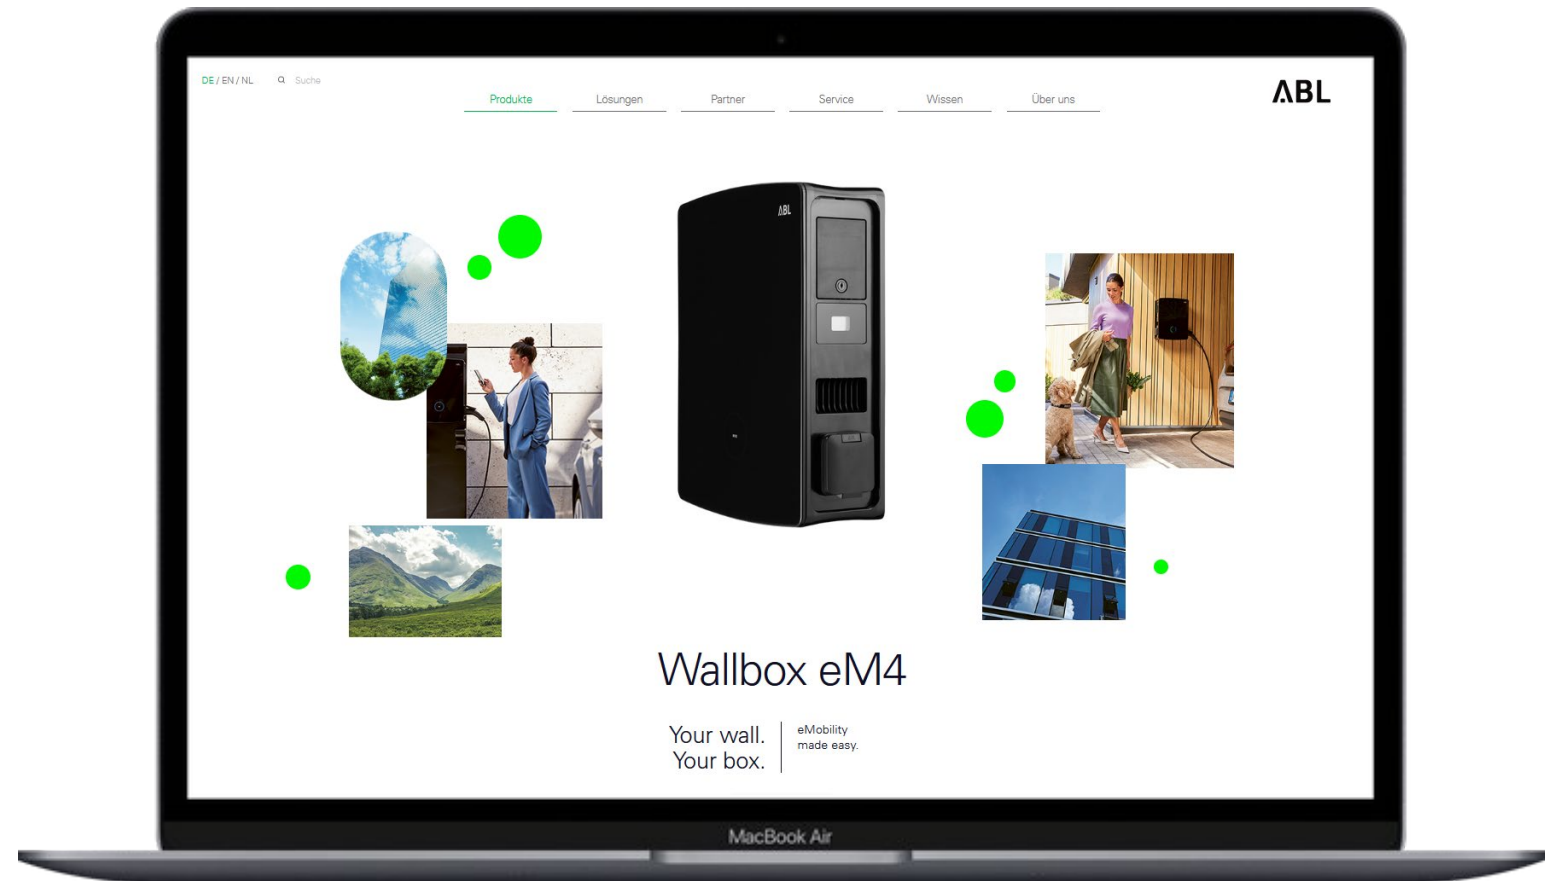 DE / EN / NL
Suche
Produkte
Lösungen
Partner
Service
Wissen
Über uns
ABL
ABL
Wallbox eM4
Your wall.
Your box.
eMobility
made easy.
MacBook Air